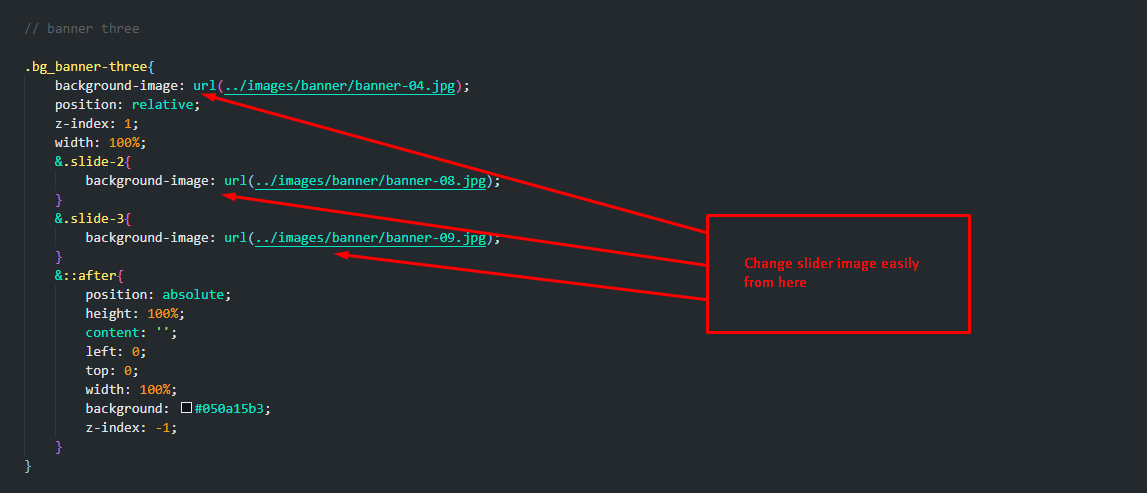 // banner three
.bg_banner-three{
background-image: url(../images/banner/banner-04.jpg);
position: relative;
z-index: 1;
width: 100%;
&.slide-2{
background-image: url(../images/banner/banner-08.jpg);
}
&.slide-3{
background-image: url(../images/banner/banner-09.jpg);
}
&::after{
position: absolute;
height: 100%;
content: '';
left: 0;
top: 0;
width: 100%;
background: #050a15b3;
z-index: -1;
}
}
Change slider image easily
from here